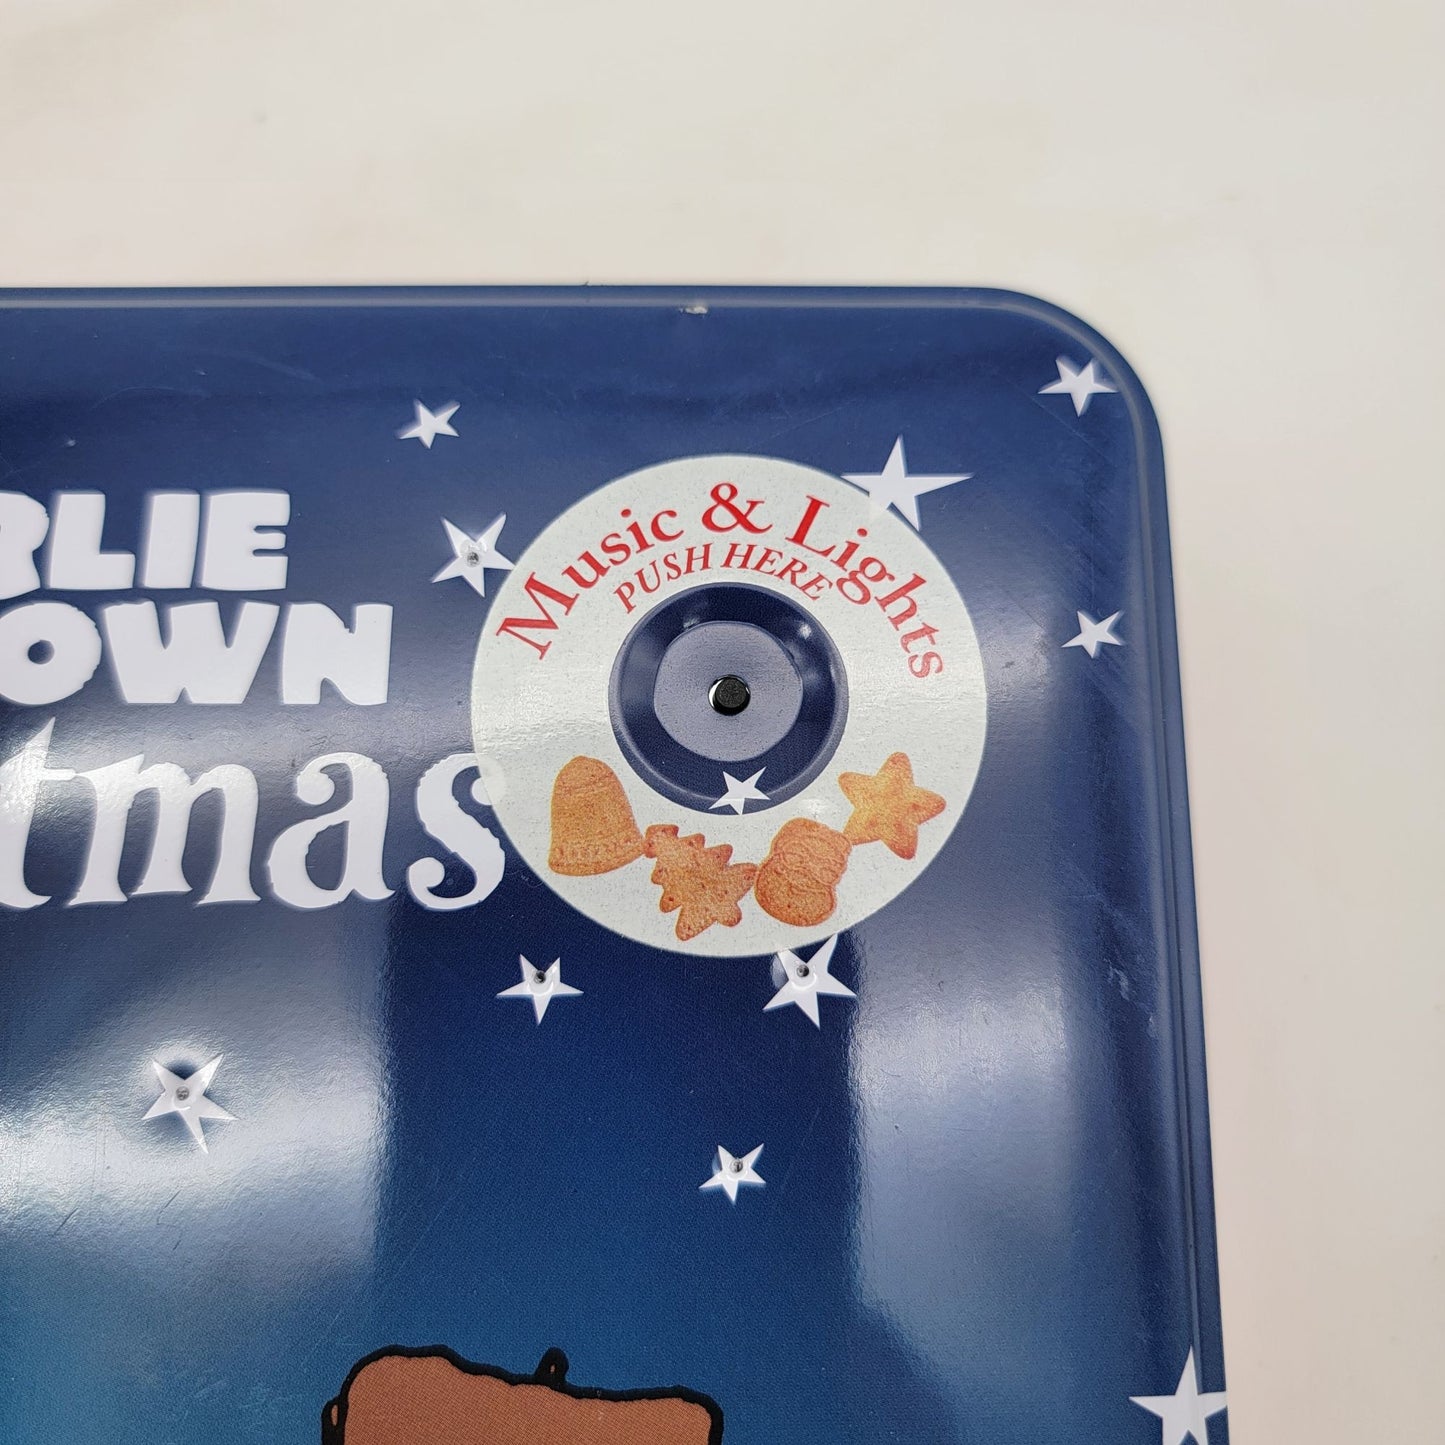 RLIE
OWN
tmas
Music & Lights
PUSH HERE